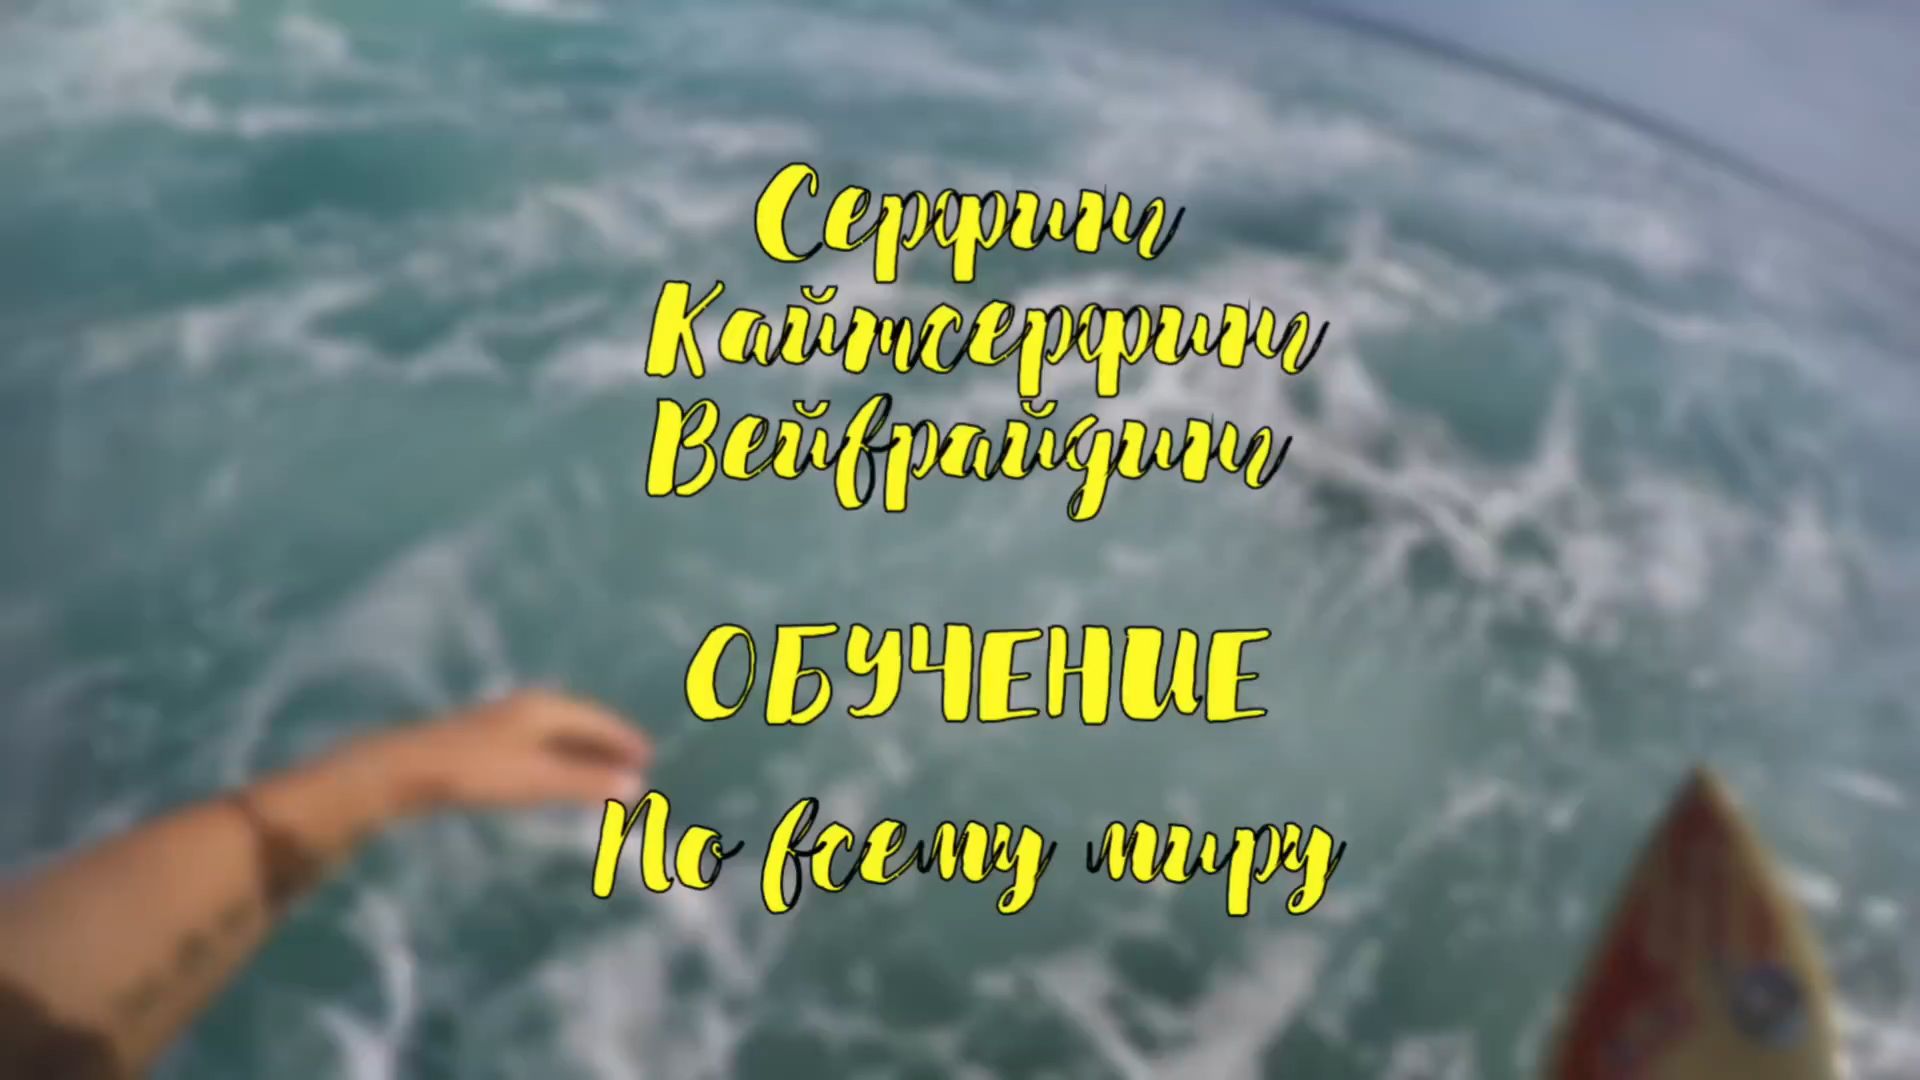 Серфинг
Кайтсерфинг
Вейврайдинг
ОБУЧЕНИЕ
По всему миру